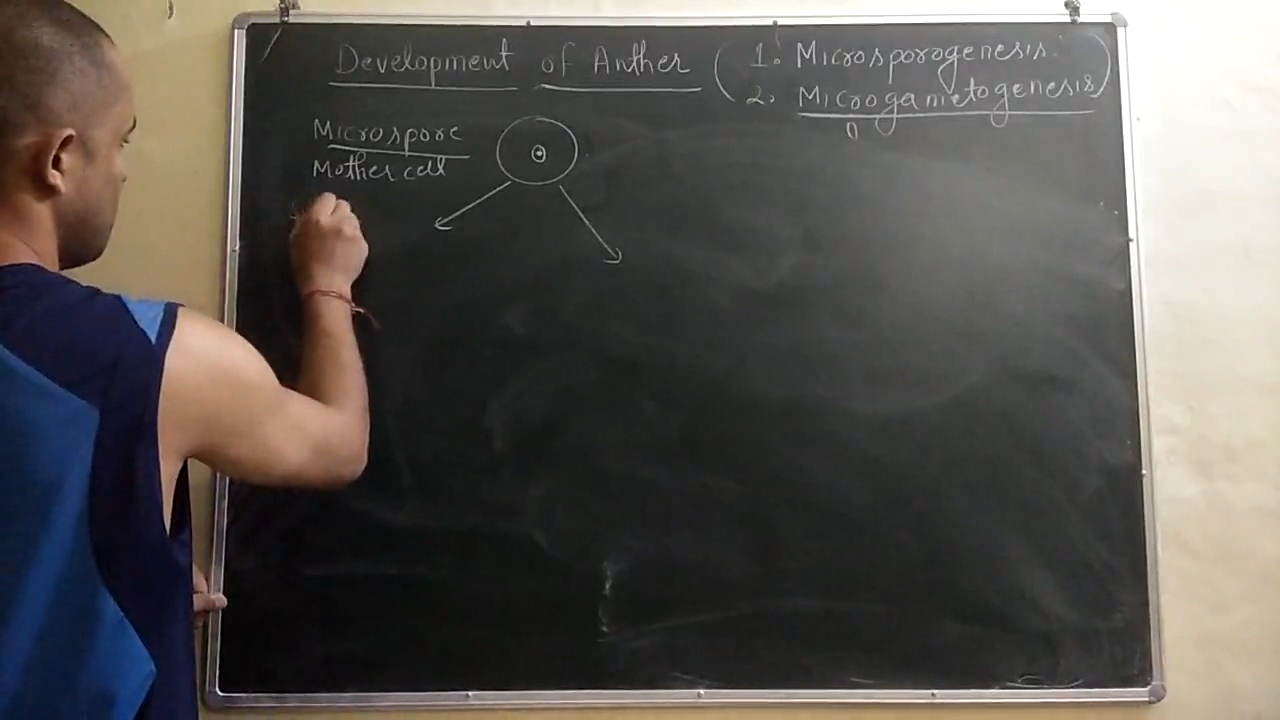 Development of Anther ( 1. Microsporogenesis.
2. Microgametogenesis )
Microspore
Mother cell